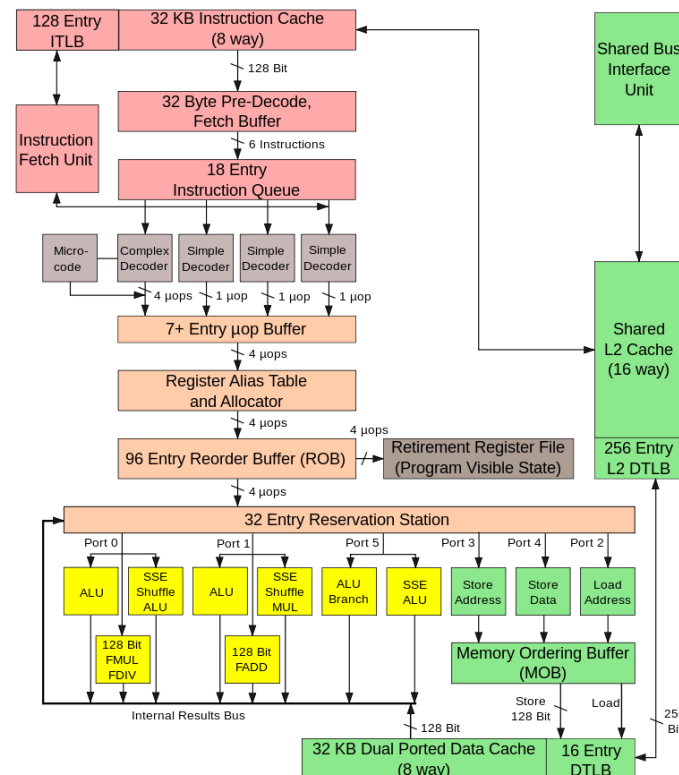 128 Entry
ITLB
32 KB Instruction Cache
(8 way)
Shared Bus
Interface
Unit
128 Bit
32 Byte Pre-Decode,
Fetch Buffer
Instruction
Fetch Unit
6 Instructions
18 Entry
Instruction Queue
Micro-
code
Complex
Decoder
Simple
Decoder
Simple
Decoder
Simple
Decoder
4 µops
1 µop
1 µop
1 µop
Shared
L2 Cache
(16 way)
7+ Entry µop Buffer
4 µops
Register Alias Table
and Allocator
4 µops
4 µops
96 Entry Reorder Buffer (ROB)
Retirement Register File
(Program Visible State)
256 Entry
L2 DTLB
4 µops
32 Entry Reservation Station
Port 0
Port 1
Port 5
Port 3
Port 4
Port 2
ALU
SSE
Shuffle
ALU
ALU
SSE
Shuffle
MUL
ALU
Branch
SSE
ALU
Store
Address
Store
Data
Load
Address
128 Bit
FMUL
FDIV
128 Bit
FADD
Memory Ordering Buffer
(MOB)
Internal Results Bus
Store
128 Bit
Load
128 Bit
Bit
32 KB Dual Ported Data Cache
(8 way)
16 Entry
DTLB